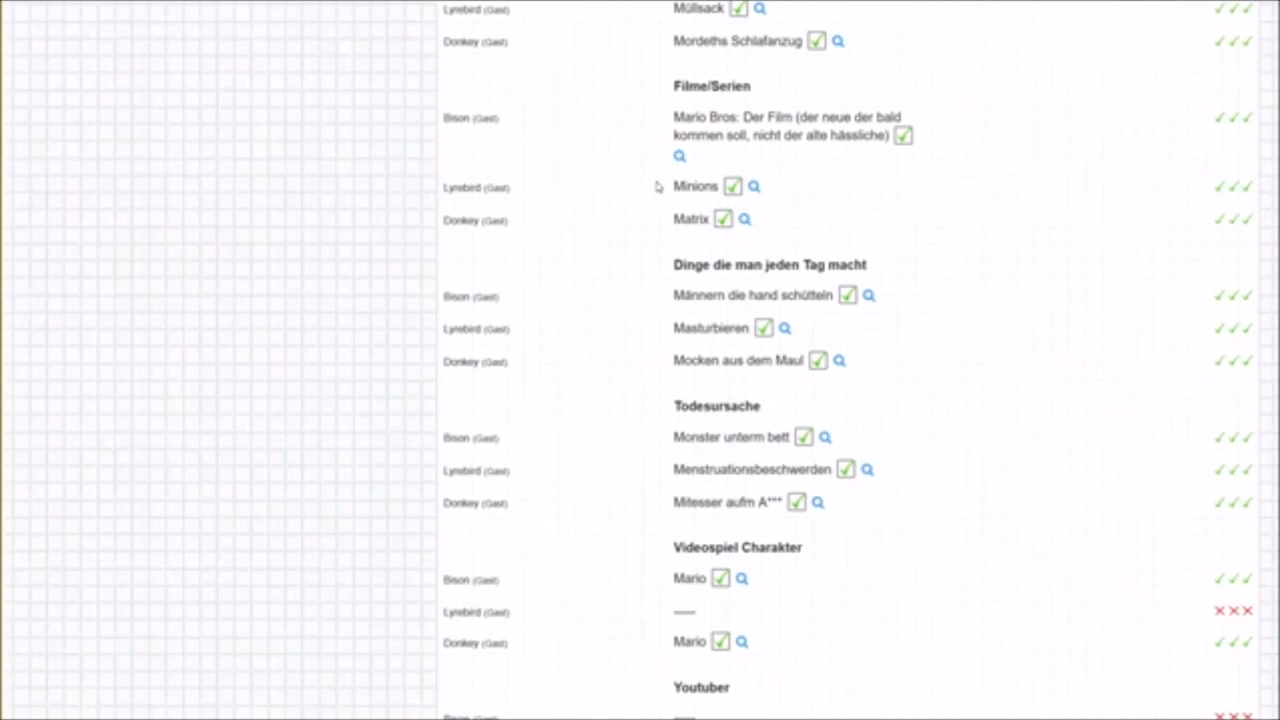 Lyrebird (Gast) Müllsack
Donkey (Gast) Mordeths Schlafanzug
Filme/Serien
Bison (Gast) Mario Bros: Der Film (der neue der bald
kommen soll, nicht der alte hässliche)
Lyrebird (Gast) Minions
Donkey (Gast) Matrix
Dinge die man jeden Tag macht
Bison (Gast) Männern die hand schütteln
Lyrebird (Gast) Masturbieren
Donkey (Gast) Mocken aus dem Maul
Todesursache
Bison (Gast) Monster unterm bett
Lyrebird (Gast) Menstruationsbeschwerden
Donkey (Gast) Mitesser aufm A***
Videospiel Charakter
Bison (Gast) Mario
Lyrebird (Gast) -----
Donkey (Gast) Mario
Youtuber
Bison (Gast) -----